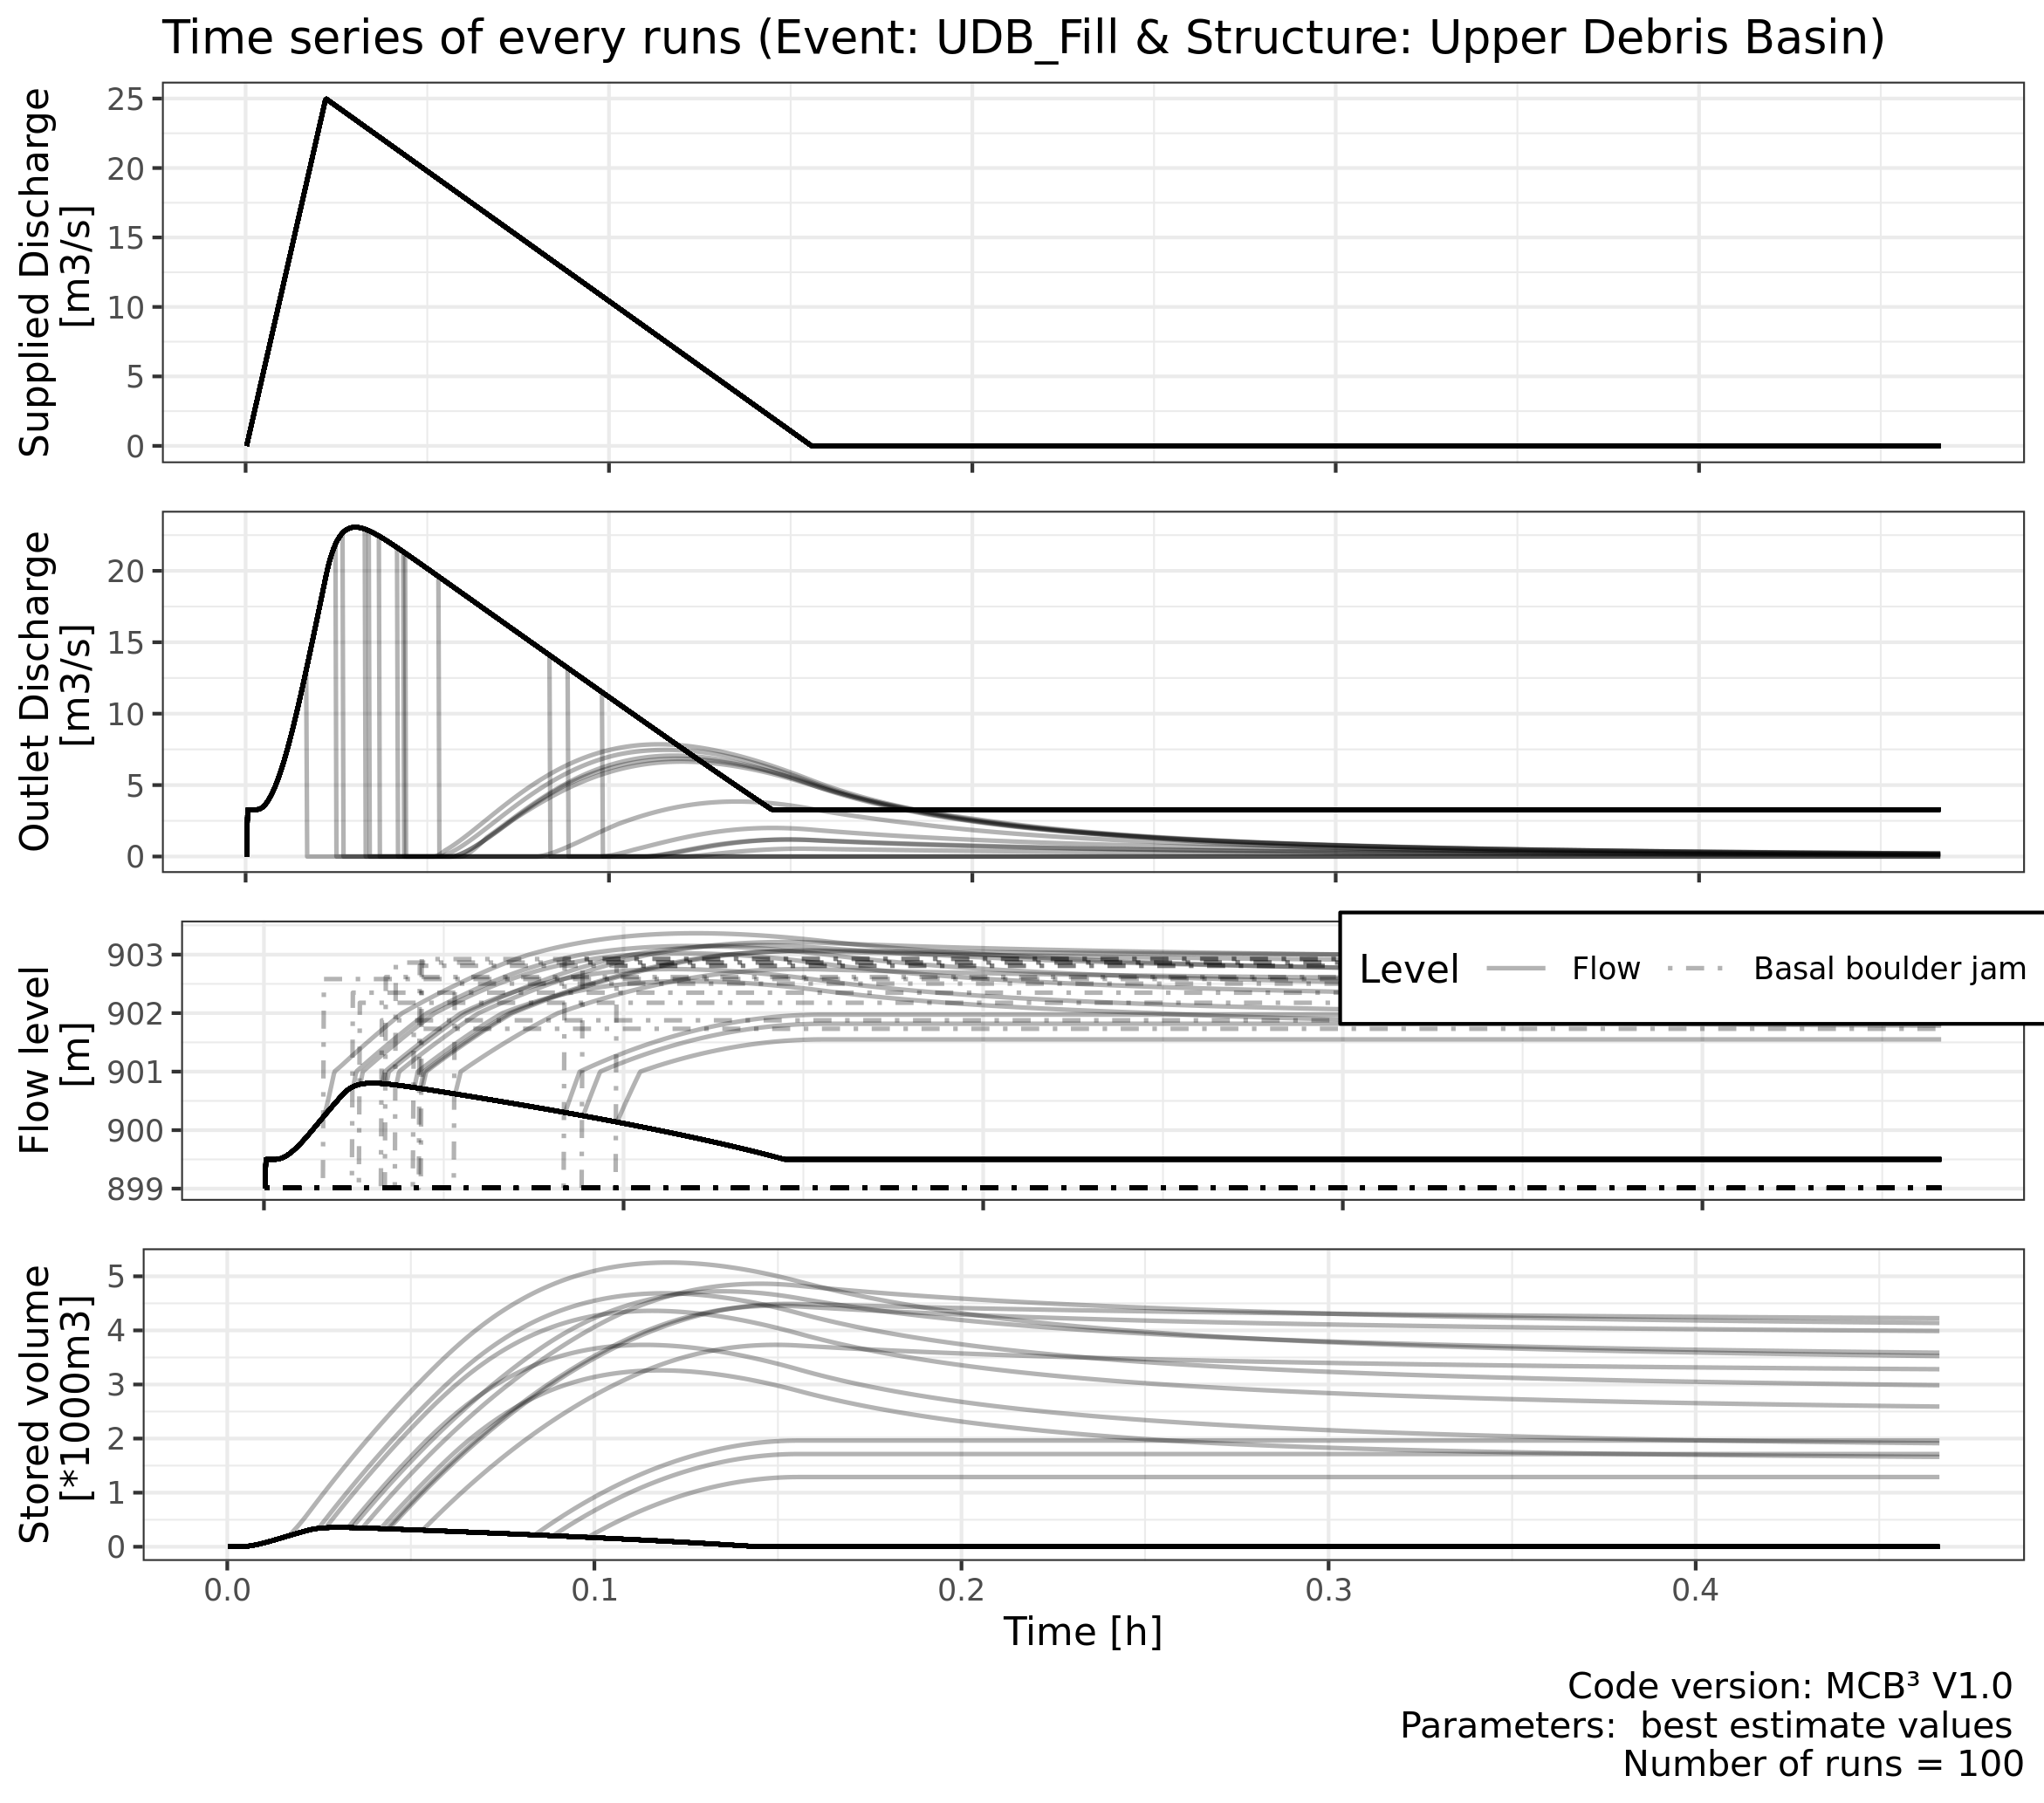 Time series of every runs (Event: UDB_Fill & Structure: Upper Debris Basin)
Supplied Discharge
[m3/s]
25
20
15
10
5
0
Outlet Discharge
[m3/s]
20
15
10
5
0
Flow level
[m]
903
902
901
900
899
Level
Flow
Basal boulder jam
Stored volume
[*1000m3]
5
4
3
2
1
0
0.0
0.1
0.2
0.3
0.4
Time [h]
Code version: MCB³ V1.0
Parameters:  best estimate values
Number of runs = 100